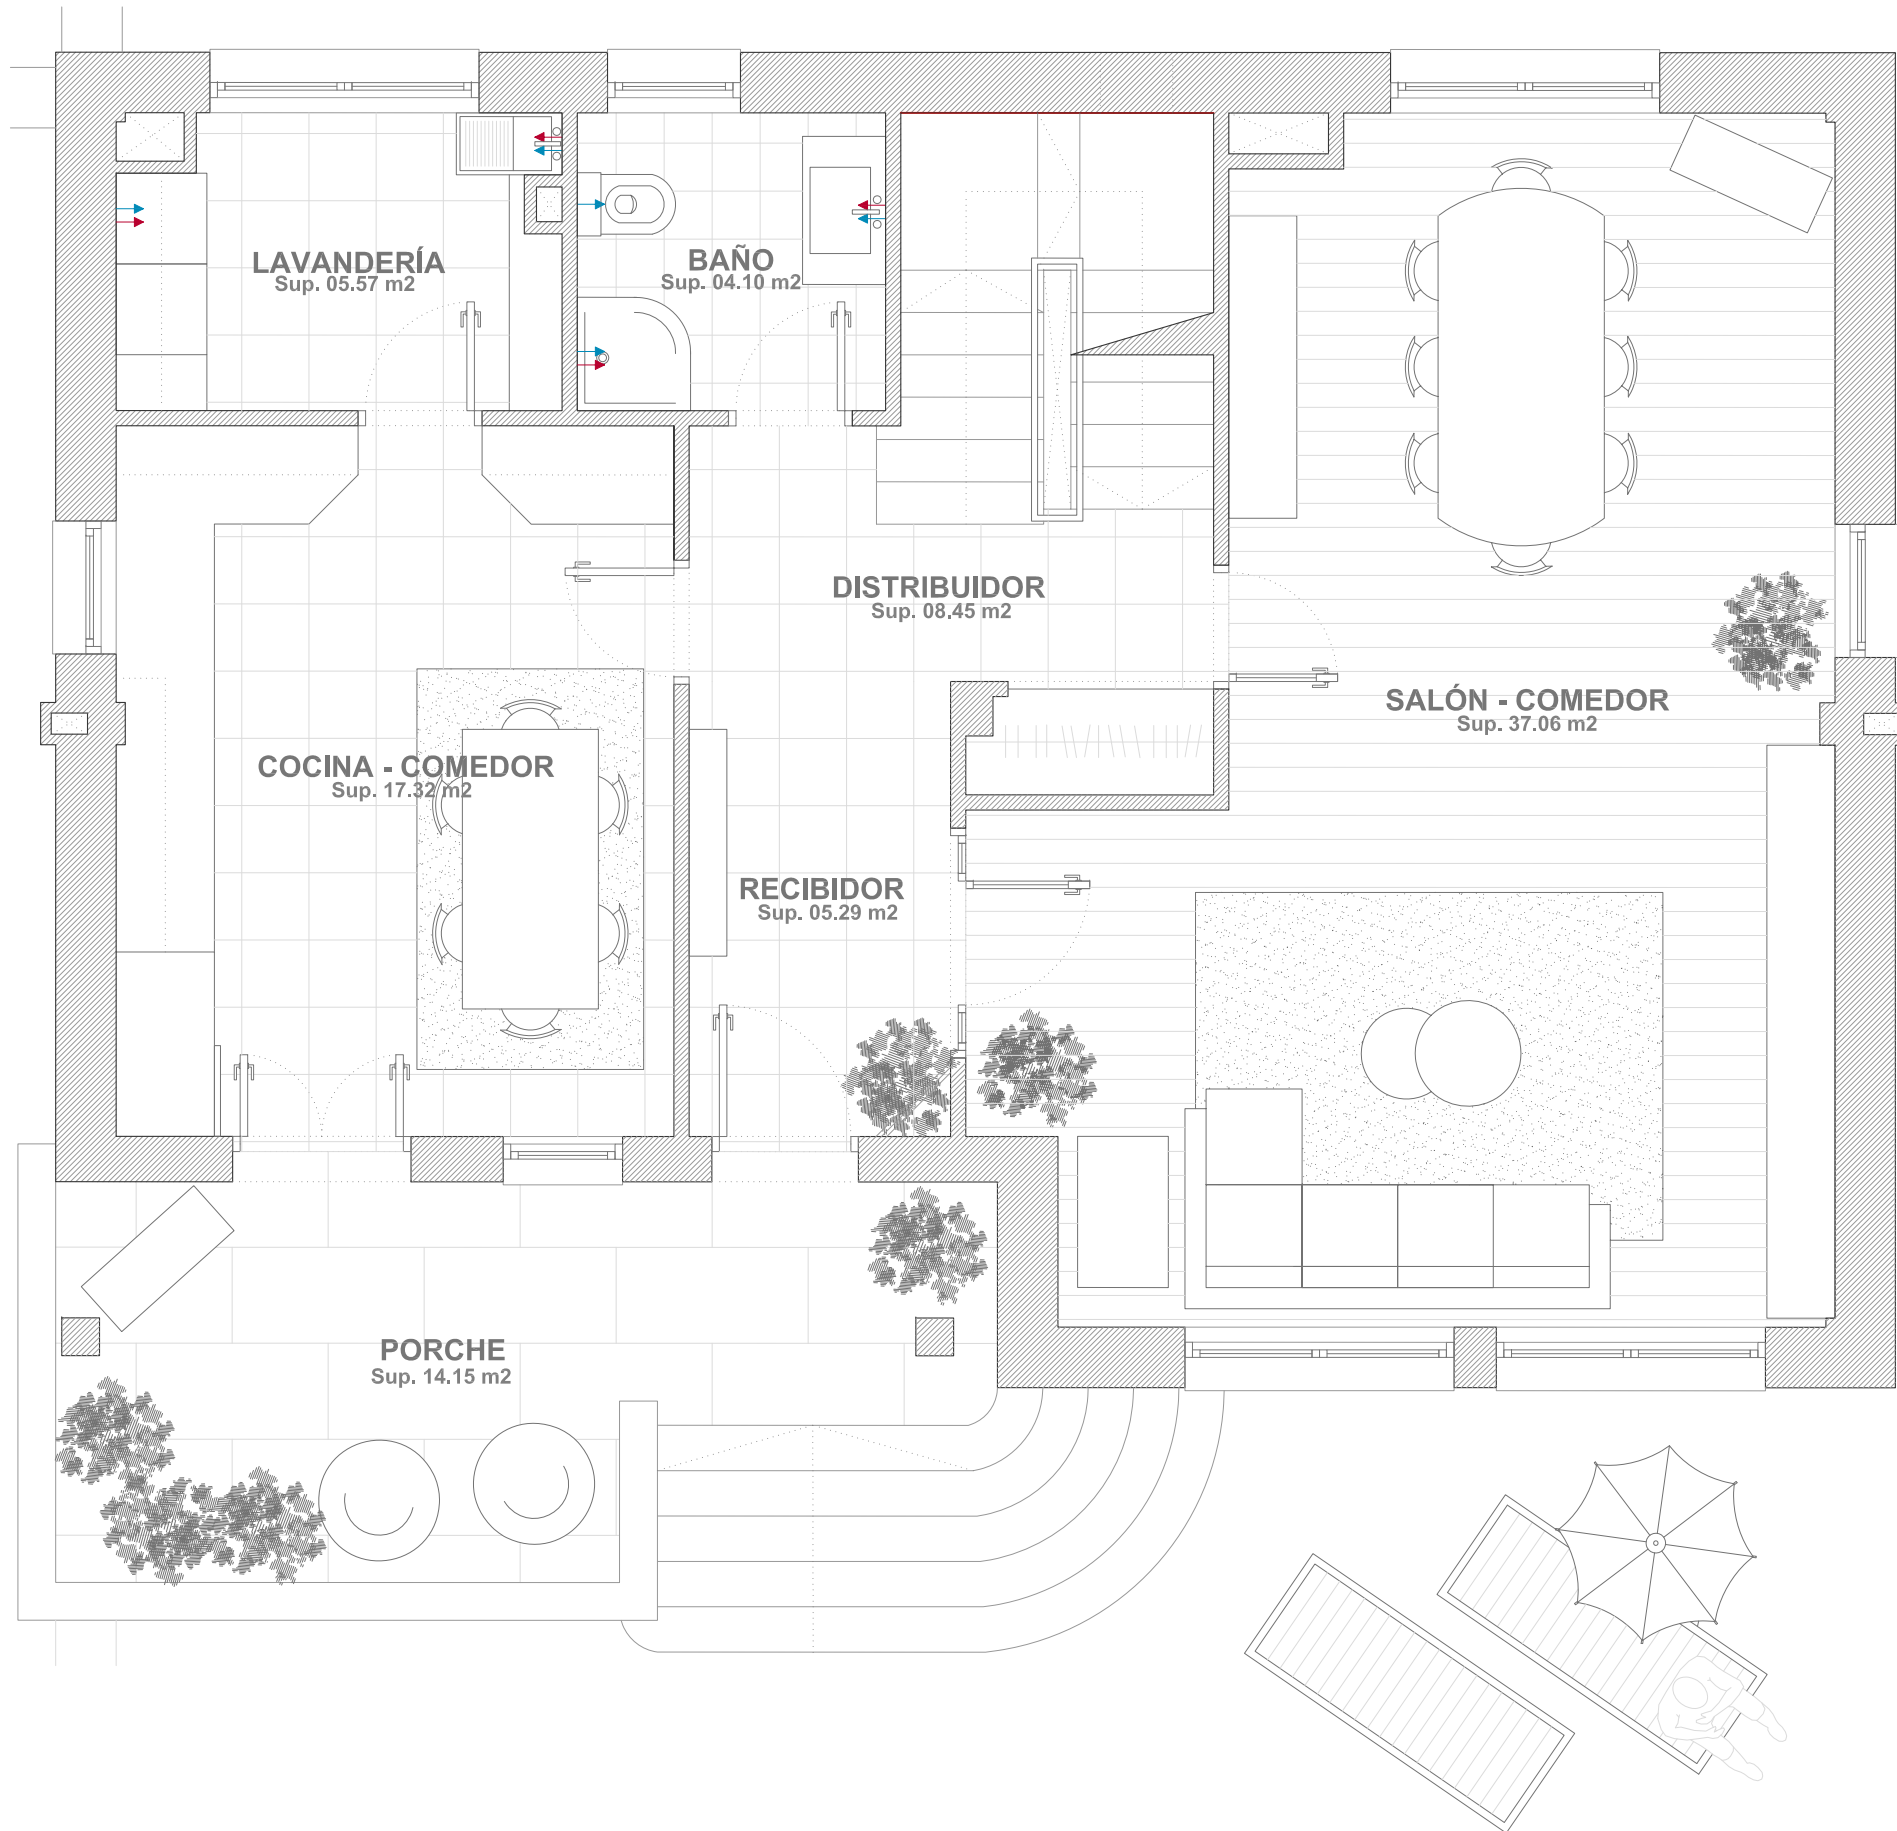 LAVANDERÍA
Sup. 05.57 m2
BAÑO
Sup. 04.10 m2
DISTRIBUIDOR
Sup. 08.45 m2
SALÓN - COMEDOR
Sup. 37.06 m2
COCINA - COMEDOR
Sup. 17.32 m2
RECIBIDOR
Sup. 05.29 m2
PORCHE
Sup. 14.15 m2